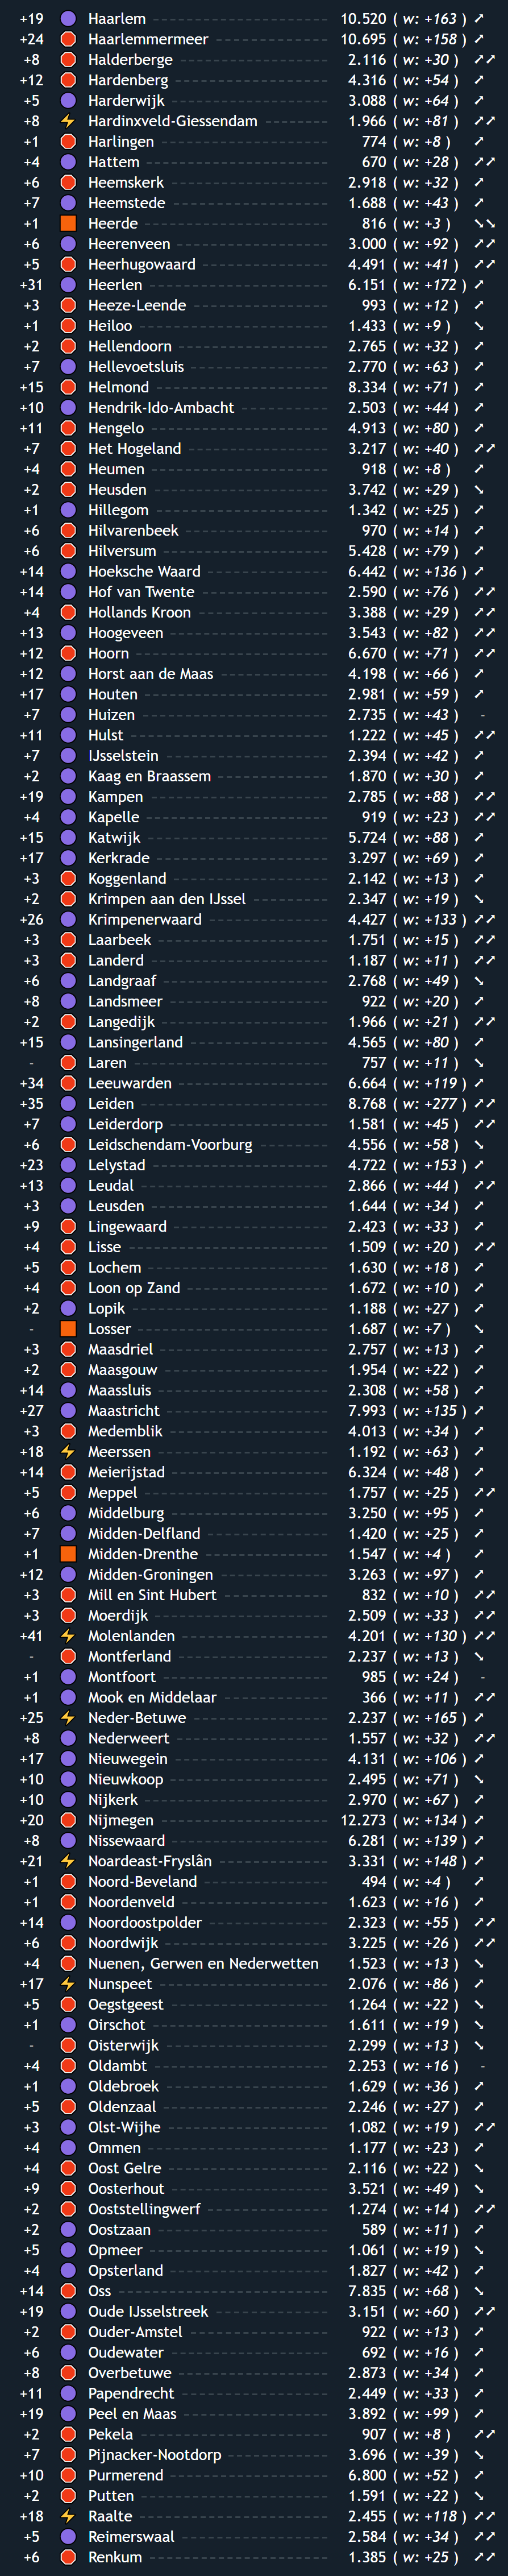 +19 Haarlem 10.520 ( w: +163 ) ↗
+24 Haarlemmermeer 10.695 ( w: +158 ) ↗
+8 Halderberge 2.116 ( w: +30 ) ↗↗
+12 Hardenberg 4.316 ( w: +54 ) ↗
+5 Harderwijk 3.088 ( w: +64 ) ↗
+8 Hardinxveld-Giessendam 1.966 ( w: +81 ) ↗↗
+1 Harlingen 774 ( w: +8 ) ↗
+4 Hattem 670 ( w: +28 ) ↗↗
+6 Heemskerk 2.918 ( w: +32 ) ↗
+7 Heemstede 1.688 ( w: +43 ) ↗
+1 Heerde 816 ( w: +3 ) ↘↘
+6 Heerenveen 3.000 ( w: +92 ) ↗↗
+5 Heerhugowaard 4.491 ( w: +41 ) ↗↗
+31 Heerlen 6.151 ( w: +172 ) ↗
+3 Heeze-Leende 993 ( w: +12 ) ↗
+1 Heiloo 1.433 ( w: +9 ) ↘
+2 Hellendoorn 2.765 ( w: +32 ) ↗
+7 Hellevoetsluis 2.770 ( w: +63 ) ↗
+15 Helmond 8.334 ( w: +71 ) ↗
+10 Hendrik-Ido-Ambacht 2.503 ( w: +44 ) ↗
+11 Hengelo 4.913 ( w: +80 ) ↗
+7 Het Hogeland 3.217 ( w: +40 ) ↗↗
+4 Heumen 918 ( w: +8 ) ↗
+2 Heusden 3.742 ( w: +29 ) ↘
+1 Hillegom 1.342 ( w: +25 ) ↗
+6 Hilvarenbeek 970 ( w: +14 ) ↗
+6 Hilversum 5.428 ( w: +79 ) ↗
+14 Hoeksche Waard 6.442 ( w: +136 ) ↗
+14 Hof van Twente 2.590 ( w: +76 ) ↗↗
+4 Hollands Kroon 3.388 ( w: +29 ) ↗↗
+13 Hoogeveen 3.543 ( w: +82 ) ↗↗
+12 Hoorn 6.670 ( w: +71 ) ↗↗
+12 Horst aan de Maas 4.198 ( w: +66 ) ↗
+17 Houten 2.981 ( w: +59 ) ↗
+7 Huizen 2.735 ( w: +43 ) -
+11 Hulst 1.222 ( w: +45 ) ↗↗
+7 IJsselstein 2.394 ( w: +42 ) ↗
+2 Kaag en Braassem 1.870 ( w: +30 ) ↗
+19 Kampen 2.785 ( w: +88 ) ↗↗
+4 Kapelle 919 ( w: +23 ) ↗↗
+15 Katwijk 5.724 ( w: +88 ) ↗
+17 Kerkrade 3.297 ( w: +69 ) ↗
+3 Koggenland 2.142 ( w: +13 ) ↗
+2 Krimpen aan den IJssel 2.347 ( w: +19 ) ↘
+26 Krimpenerwaard 4.427 ( w: +133 ) ↗↗
+3 Laarbeek 1.751 ( w: +15 ) ↗↗
+3 Landerd 1.187 ( w: +11 ) ↗↗
+6 Landgraaf 2.768 ( w: +49 ) ↘
+8 Landsmeer 922 ( w: +20 ) ↗
+2 Langedijk 1.966 ( w: +21 ) ↗↗
+15 Lansingerland 4.565 ( w: +80 ) ↗
- Laren 757 ( w: +11 ) ↘
+34 Leeuwarden 6.664 ( w: +119 ) ↗
+35 Leiden 8.768 ( w: +277 ) ↗↗
+7 Leiderdorp 1.581 ( w: +45 ) ↗↗
+6 Leidschendam-Voorburg 4.556 ( w: +58 ) ↘
+23 Lelystad 4.722 ( w: +153 ) ↗
+13 Leudal 2.866 ( w: +44 ) ↗↗
+3 Leusden 1.644 ( w: +34 ) ↗
+9 Lingewaard 2.423 ( w: +33 ) ↗
+4 Lisse 1.509 ( w: +20 ) ↗↗
+5 Lochem 1.630 ( w: +18 ) ↗
+4 Loon op Zand 1.672 ( w: +10 ) ↗
+2 Lopik 1.188 ( w: +27 ) ↗
- Losser 1.687 ( w: +7 ) ↘
+3 Maasdriel 2.757 ( w: +13 ) ↗
+2 Maasgouw 1.954 ( w: +22 ) ↗
+14 Maassluis 2.308 ( w: +58 ) ↗
+27 Maastricht 7.993 ( w: +135 ) ↗
+3 Medemblik 4.013 ( w: +34 ) ↗
+18 Meerssen 1.192 ( w: +63 ) ↗
+14 Meierijstad 6.324 ( w: +48 ) ↗
+5 Meppel 1.757 ( w: +25 ) ↗↗
+6 Middelburg 3.250 ( w: +95 ) ↗
+7 Midden-Delfland 1.420 ( w: +25 ) ↗
+1 Midden-Drenthe 1.547 ( w: +4 ) ↗
+12 Midden-Groningen 3.263 ( w: +97 ) ↗
+3 Mill en Sint Hubert 832 ( w: +10 ) ↗↗
+3 Moerdijk 2.509 ( w: +33 ) ↗↗
+41 Molenlanden 4.201 ( w: +130 ) ↗↗
- Montferland 2.237 ( w: +13 ) ↘
+1 Montfoort 985 ( w: +24 ) -
+1 Mook en Middelaar 366 ( w: +11 ) ↗↗
+25 Neder-Betuwe 2.237 ( w: +165 ) ↗
+8 Nederweert 1.557 ( w: +32 ) ↗↗
+17 Nieuwegein 4.131 ( w: +106 ) ↗
+10 Nieuwkoop 2.495 ( w: +71 ) ↘
+10 Nijkerk 2.970 ( w: +67 ) ↗
+20 Nijmegen 12.273 ( w: +134 ) ↗
+8 Nissewaard 6.281 ( w: +139 ) ↗
+21 Noardeast-Fryslân 3.331 ( w: +148 ) ↗
+1 Noord-Beveland 494 ( w: +4 ) ↗
+1 Noordenveld 1.623 ( w: +16 ) ↗
+14 Noordoostpolder 2.323 ( w: +55 ) ↗↗
+6 Noordwijk 3.225 ( w: +26 ) ↗↗
+4 Nuenen, Gerwen en Nederwetten 1.523 ( w: +13 ) ↘
+17 Nunspeet 2.076 ( w: +86 ) ↗
+5 Oegstgeest 1.264 ( w: +22 ) ↘
+1 Oirschot 1.611 ( w: +19 ) ↘
- Oisterwijk 2.299 ( w: +13 ) ↘
+4 Oldambt 2.253 ( w: +16 ) -
+1 Oldebroek 1.629 ( w: +36 ) ↗
+5 Oldenzaal 2.246 ( w: +27 ) ↗
+3 Olst-Wijhe 1.082 ( w: +19 ) ↗↗
+4 Ommen 1.177 ( w: +23 ) ↗
+4 Oost Gelre 2.116 ( w: +22 ) ↘
+9 Oosterhout 3.521 ( w: +49 ) ↘
+2 Ooststellingwerf 1.274 ( w: +14 ) ↗↗
+2 Oostzaan 589 ( w: +11 ) ↗
+5 Opmeer 1.061 ( w: +19 ) ↘
+4 Opsterland 1.827 ( w: +42 ) ↗
+14 Oss 7.835 ( w: +68 ) ↘
+19 Oude IJsselstreek 3.151 ( w: +60 ) ↗↗
+2 Ouder-Amstel 922 ( w: +13 ) ↗
+6 Oudewater 692 ( w: +16 ) ↗
+8 Overbetuwe 2.873 ( w: +34 ) ↗
+11 Papendrecht 2.449 ( w: +33 ) ↗
+19 Peel en Maas 3.892 ( w: +99 ) ↗
+2 Pekela 907 ( w: +8 ) ↗↗
+7 Pijnacker-Nootdorp 3.696 ( w: +39 ) ↘
+10 Purmerend 6.800 ( w: +52 ) ↗
+2 Putten 1.591 ( w: +22 ) ↘
+18 Raalte 2.455 ( w: +118 ) ↗↗
+5 Reimerswaal 2.584 ( w: +34 ) ↗↗
+6 Renkum 1.385 ( w: +25 ) ↗↗